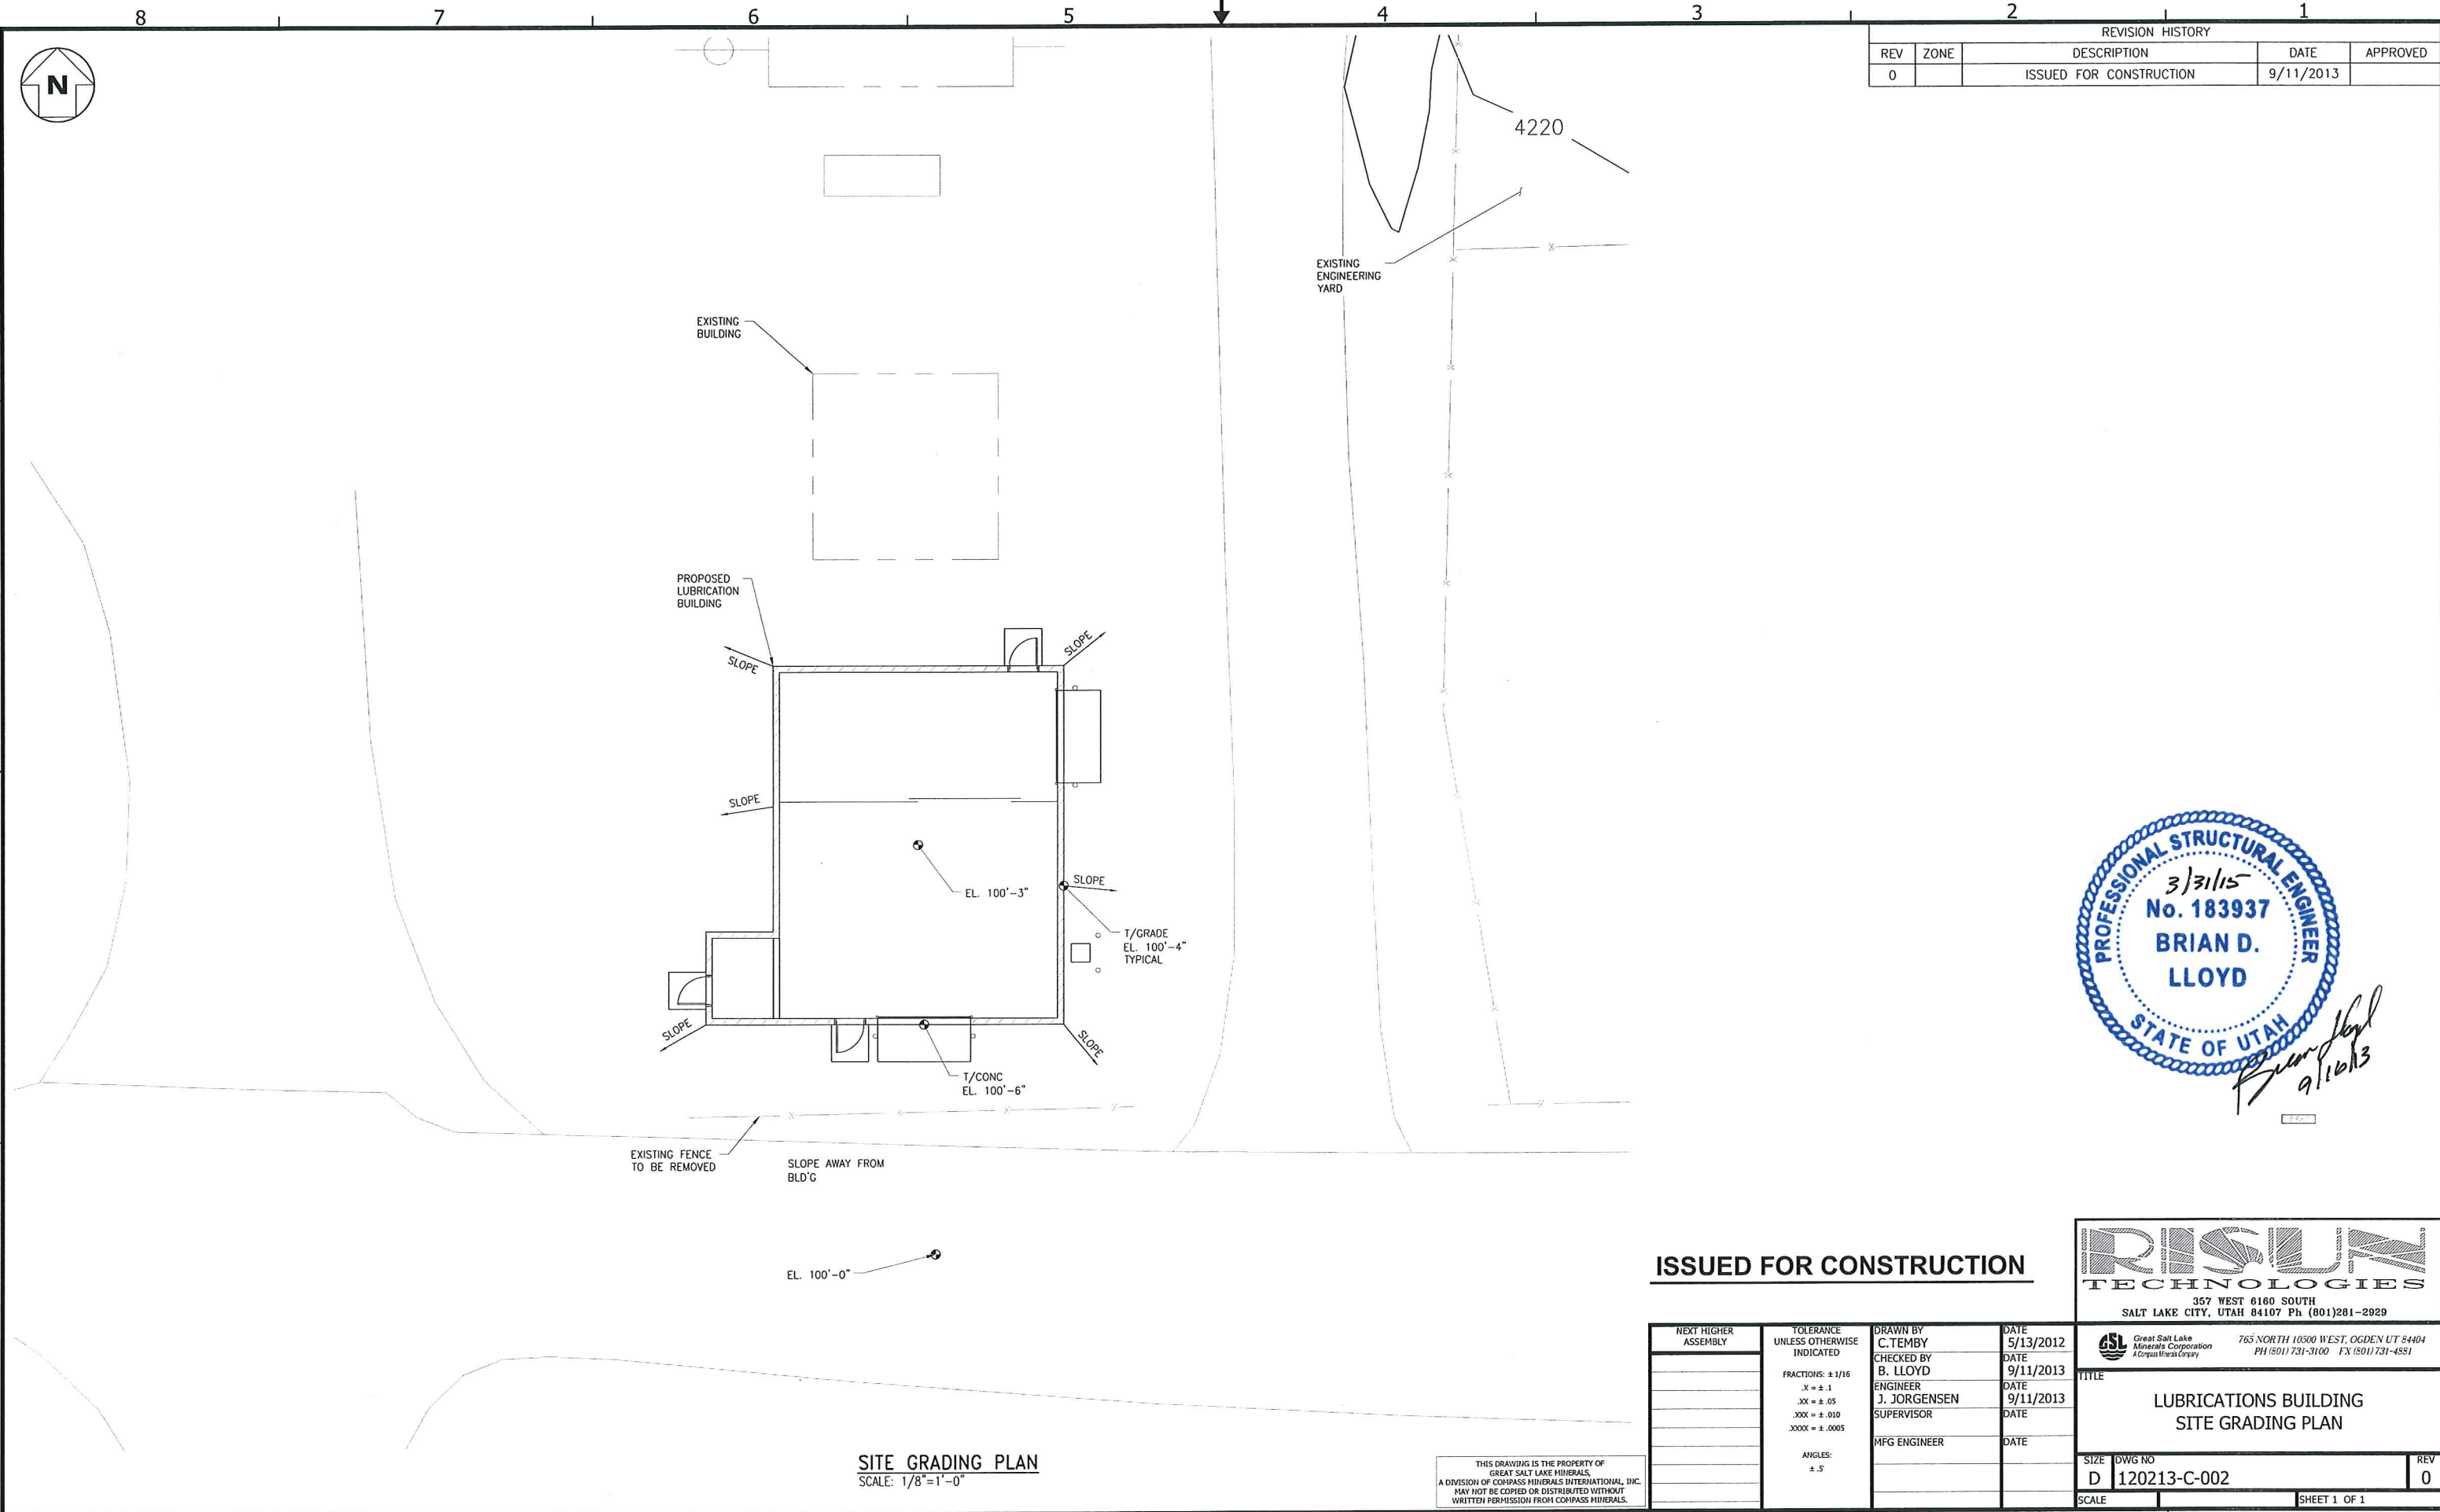 8 7 6 5 4 3 2 1
N
REVISION HISTORY
REV ZONE DESCRIPTION DATE APPROVED
0 ISSUED FOR CONSTRUCTION 9/11/2013
4220
EXISTING
ENGINEERING
YARD
EXISTING
BUILDING
PROPOSED
LUBRICATION
BUILDING
SLOPE
SLOPE
SLOPE
EL. 100'-3"
SLOPE
T/GRADE
EL. 100'-4"
TYPICAL
SLOPE
SLOPE
T/CONC
EL. 100'-6"
EXISTING FENCE
TO BE REMOVED
SLOPE AWAY FROM
BLD'G
EL. 100'-0"
SITE GRADING PLAN
SCALE: 1/8"=1'-0"
PROFESSIONAL STRUCTURAL ENGINEER
3/31/15
No. 183937
BRIAN D.
LLOYD
STATE OF UTAH
Brian Lloyd
9/16/13
ISSUED FOR CONSTRUCTION
RISUN
TECHNOLOGIES
357 WEST 6160 SOUTH
SALT LAKE CITY, UTAH 84107 Ph (801)281-2929
GSL Great Salt Lake
Minerals Corporation
A Compass Minerals Company
765 NORTH 10500 WEST, OGDEN UT 84404
PH (801) 731-3100 FX (801) 731-4881
TITLE
LUBRICATIONS BUILDING
SITE GRADING PLAN
SIZE DWG NO REV
D 120213-C-002 0
SCALE SHEET 1 OF 1
NEXT HIGHER
ASSEMBLY
TOLERANCE
UNLESS OTHERWISE
INDICATED
FRACTIONS: ± 1/16
.X = ± .1
.XX = ± .05
.XXX = ± .010
.XXXX = ± .0005
ANGLES:
± .5
DRAWN BY DATE
C.TEMBY 5/13/2012
CHECKED BY DATE
B. LLOYD 9/11/2013
ENGINEER DATE
J. JORGENSEN 9/11/2013
SUPERVISOR DATE
MFG ENGINEER DATE
THIS DRAWING IS THE PROPERTY OF
GREAT SALT LAKE MINERALS,
A DIVISION OF COMPASS MINERALS INTERNATIONAL, INC.
MAY NOT BE COPIED OR DISTRIBUTED WITHOUT
WRITTEN PERMISSION FROM COMPASS MINERALS.